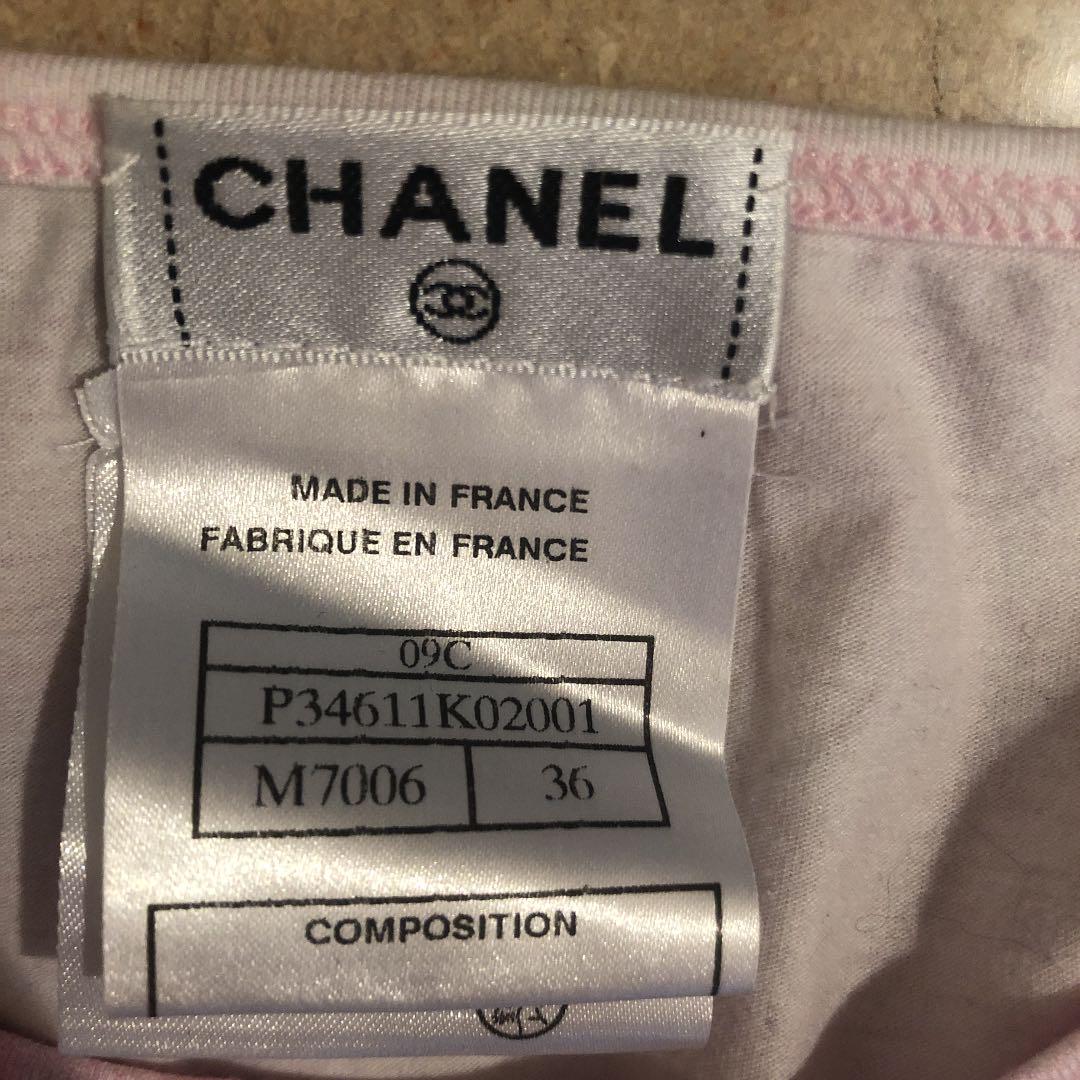 CHANEL
MADE IN FRANCE
FABRIQUE EN FRANCE
09C
P34611K02001
M7006 36
COMPOSITION